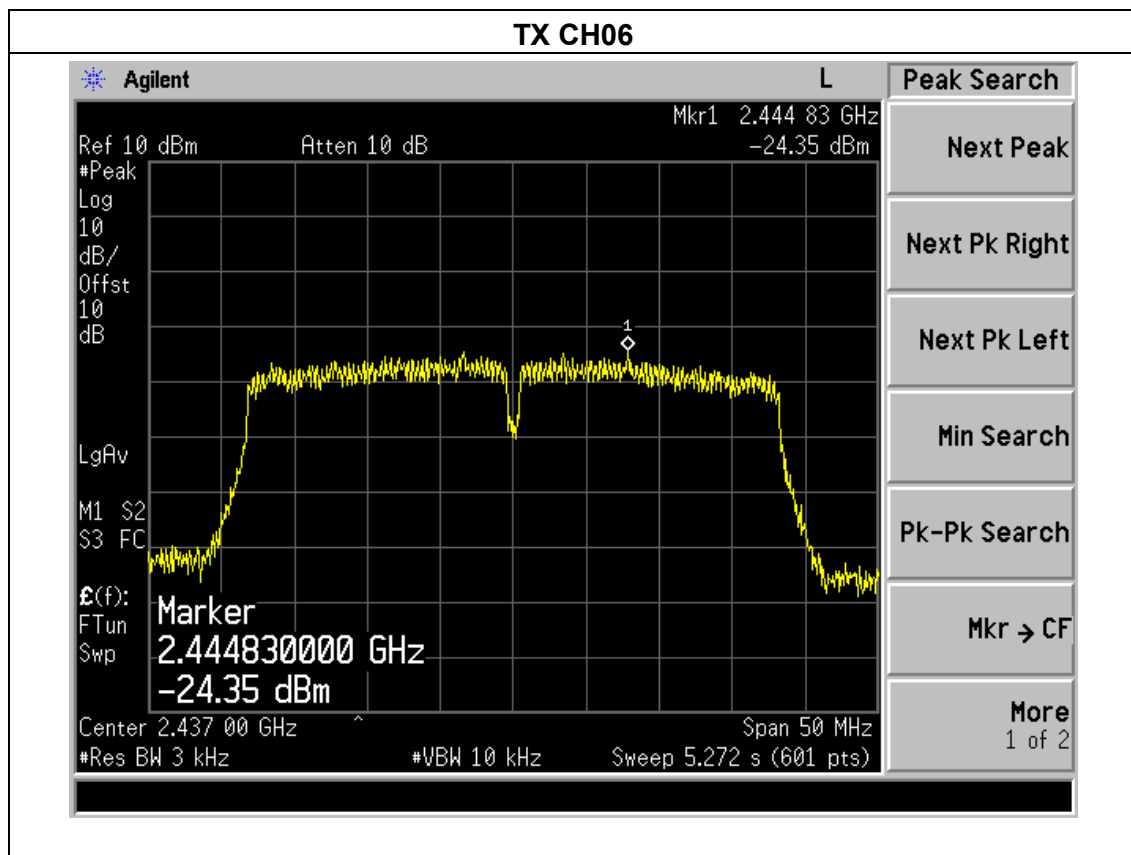 TX CH06
Agilent L Peak Search
Mkr1 2.444 83 GHz
Ref 10 dBm Atten 10 dB -24.35 dBm
#Peak
Log
10
dB/
Offst
10
dB
1
LgAv
M1 S2
S3 FC
£(f):
FTun
Swp
Marker
2.444830000 GHz
-24.35 dBm
Center 2.437 00 GHz ^ Span 50 MHz
#Res BW 3 kHz #VBW 10 kHz Sweep 5.272 s (601 pts)
Next Peak
Next Pk Right
Next Pk Left
Min Search
Pk-Pk Search
Mkr → CF
More
1 of 2